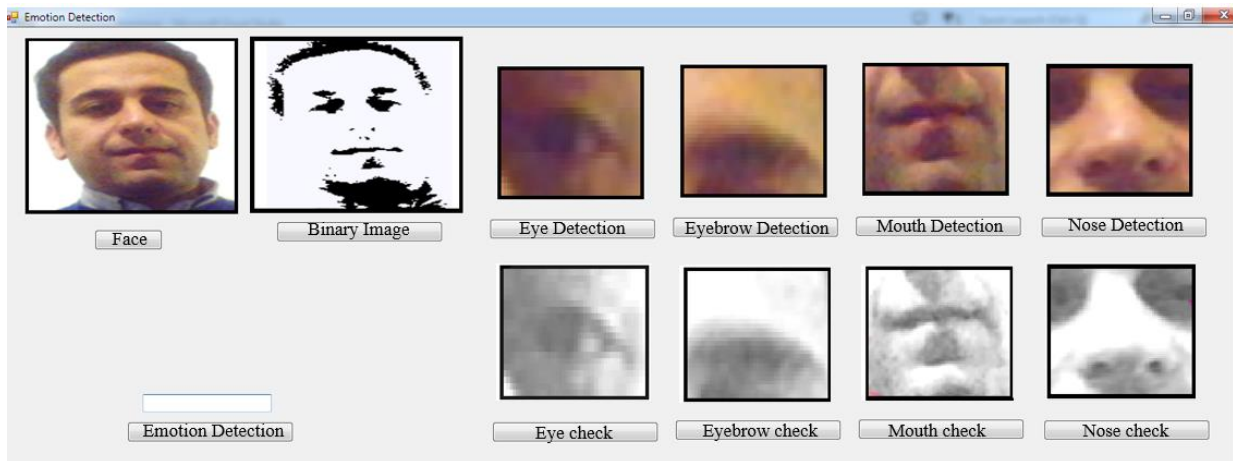 Emotion Detection
Face
Binary Image
Eye Detection
Eyebrow Detection
Mouth Detection
Nose Detection
Emotion Detection
Eye check
Eyebrow check
Mouth check
Nose check